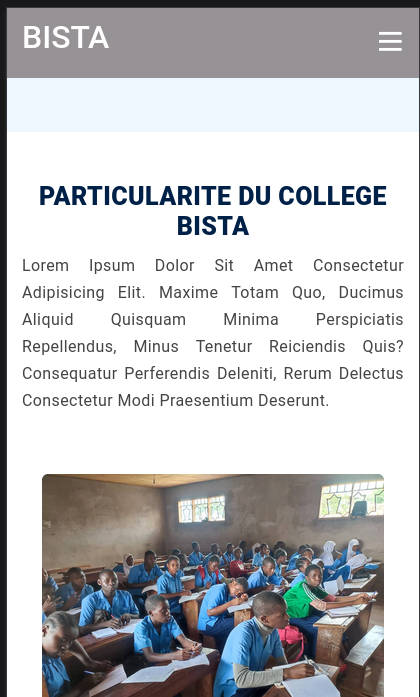 BISTA
PARTICULARITE DU COLLEGE
BISTA
Lorem Ipsum Dolor Sit Amet Consectetur
Adipisicing Elit. Maxime Totam Quo, Ducimus
Aliquid Quisquam Minima Perspiciatis
Repellendus, Minus Tenetur Reiciendis Quis?
Consequatur Perferendis Deleniti, Rerum Delectus
Consectetur Modi Praesentium Deserunt.